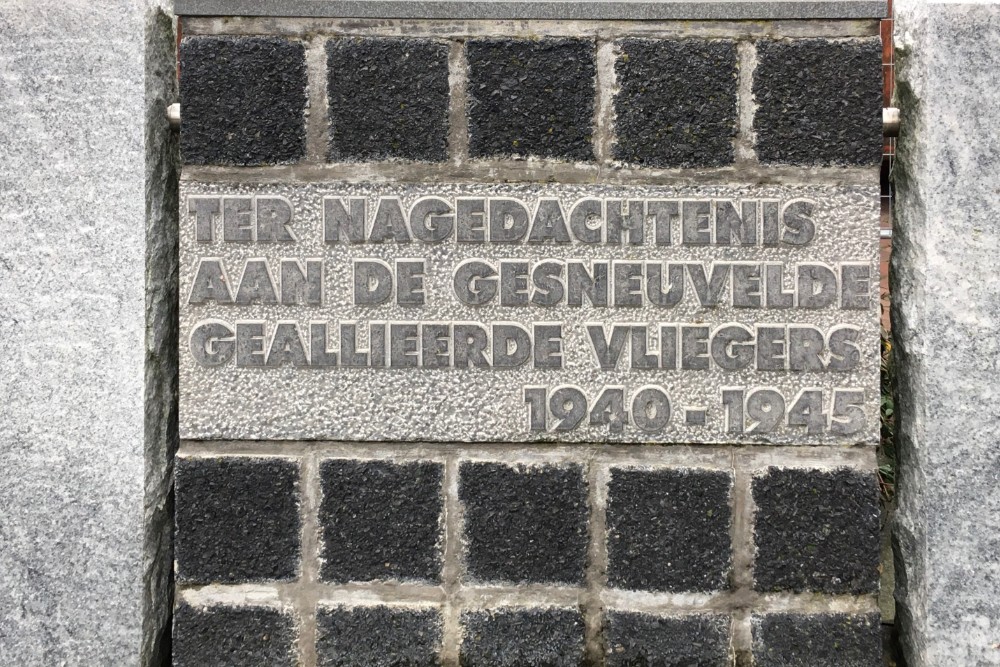 TER NAGEDACHTENIS
AAN DE GESNEUVELDE
GEALLIEERDE VLIEGERS
1940-1945